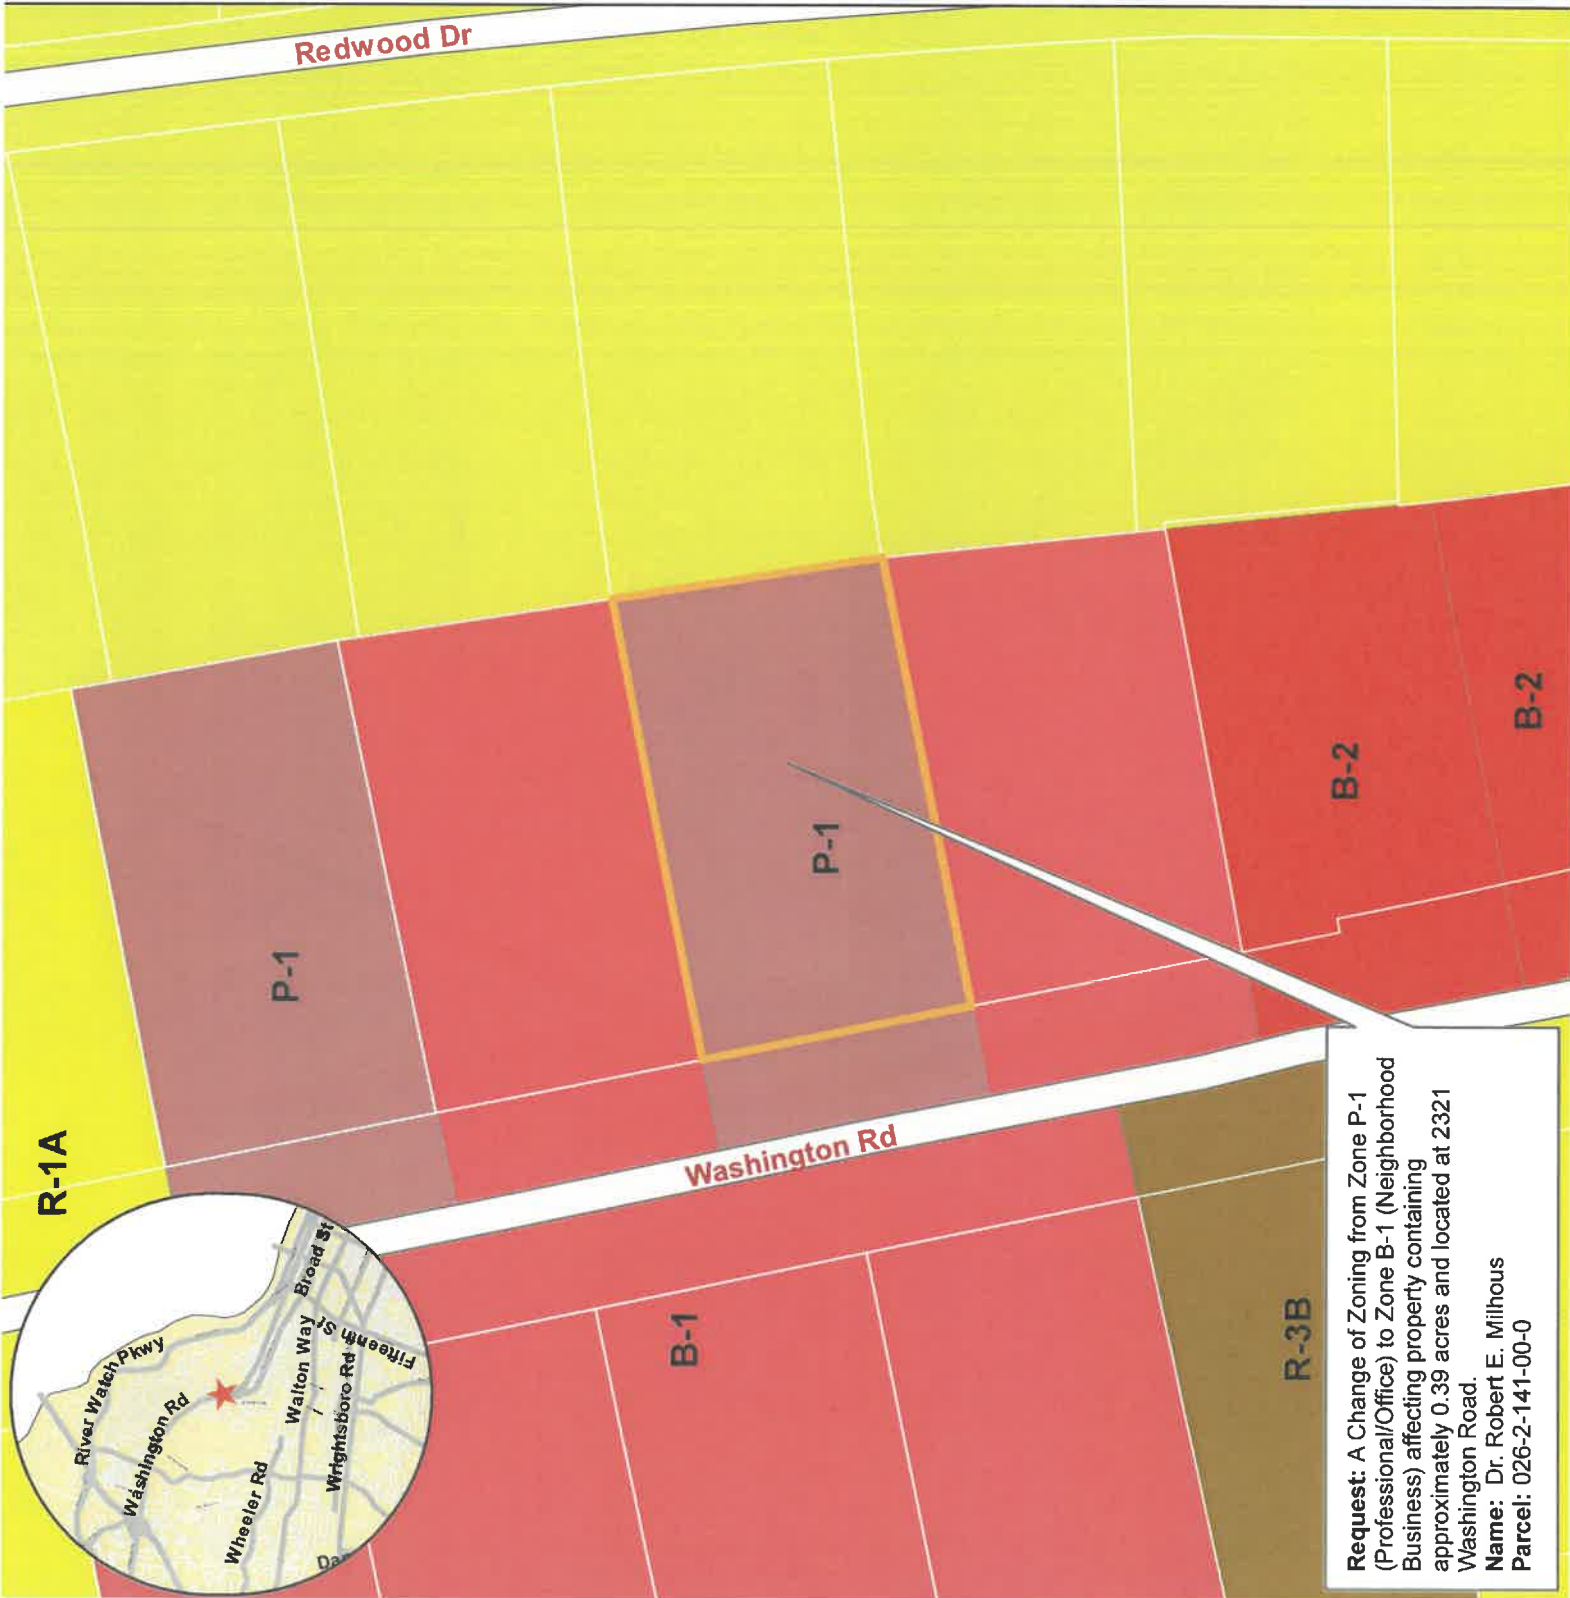 Redwood Dr
R-1A
P-1
P-1
Washington Rd
B-1
B-2
B-2
R-3B
River Watch Pkwy
Washington Rd
Broad St
Walton Way
Fifteenth St
Wheeler Rd
Wrightsboro Rd
Request: A Change of Zoning from Zone P-1
(Professional/Office) to Zone B-1 (Neighborhood
Business) affecting property containing
approximately 0.39 acres and located at 2321
Washington Road.
Name: Dr. Robert E. Milhous
Parcel: 026-2-141-00-0